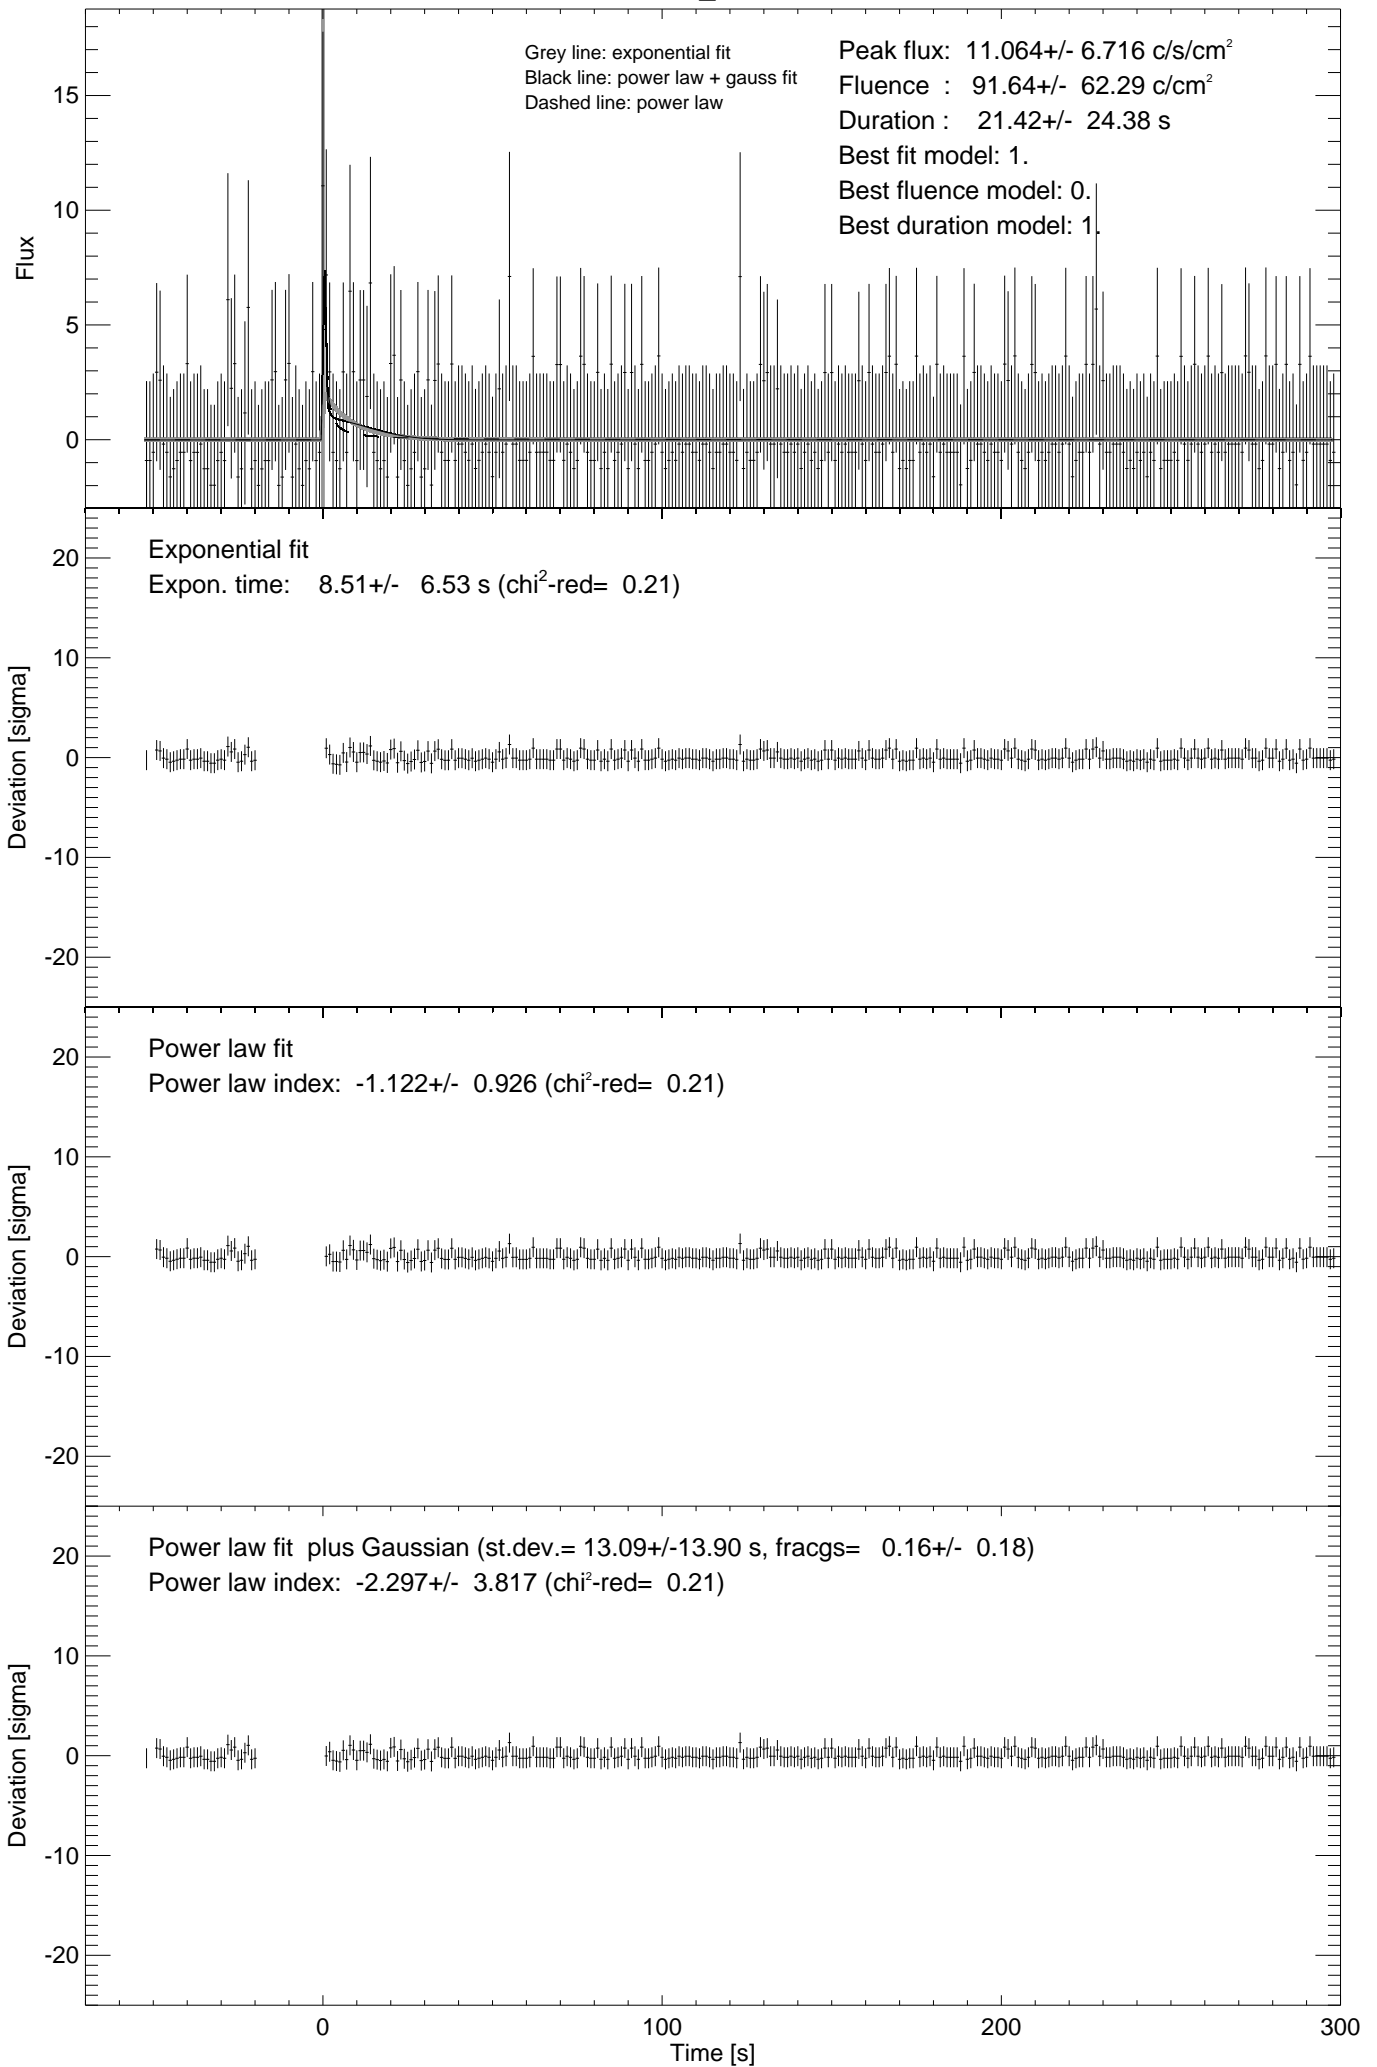 Grey line: exponential fit
Black line: power law + gauss fit
Dashed line: power law
Peak flux: 11.064+/- 6.716 c/s/cm²
Fluence : 91.64+/- 62.29 c/cm²
Duration : 21.42+/- 24.38 s
Best fit model: 1.
Best fluence model: 0.
Best duration model: 1.
15
10
5
0
Flux
Exponential fit
Expon. time: 8.51+/- 6.53 s (chi²-red= 0.21)
20
10
0
-10
-20
Deviation [sigma]
Power law fit
Power law index: -1.122+/- 0.926 (chi²-red= 0.21)
20
10
0
-10
-20
Deviation [sigma]
Power law fit plus Gaussian (st.dev.= 13.09+/-13.90 s, fracgs= 0.16+/- 0.18)
Power law index: -2.297+/- 3.817 (chi²-red= 0.21)
20
10
0
-10
-20
Deviation [sigma]
0 100 200 300
Time [s]